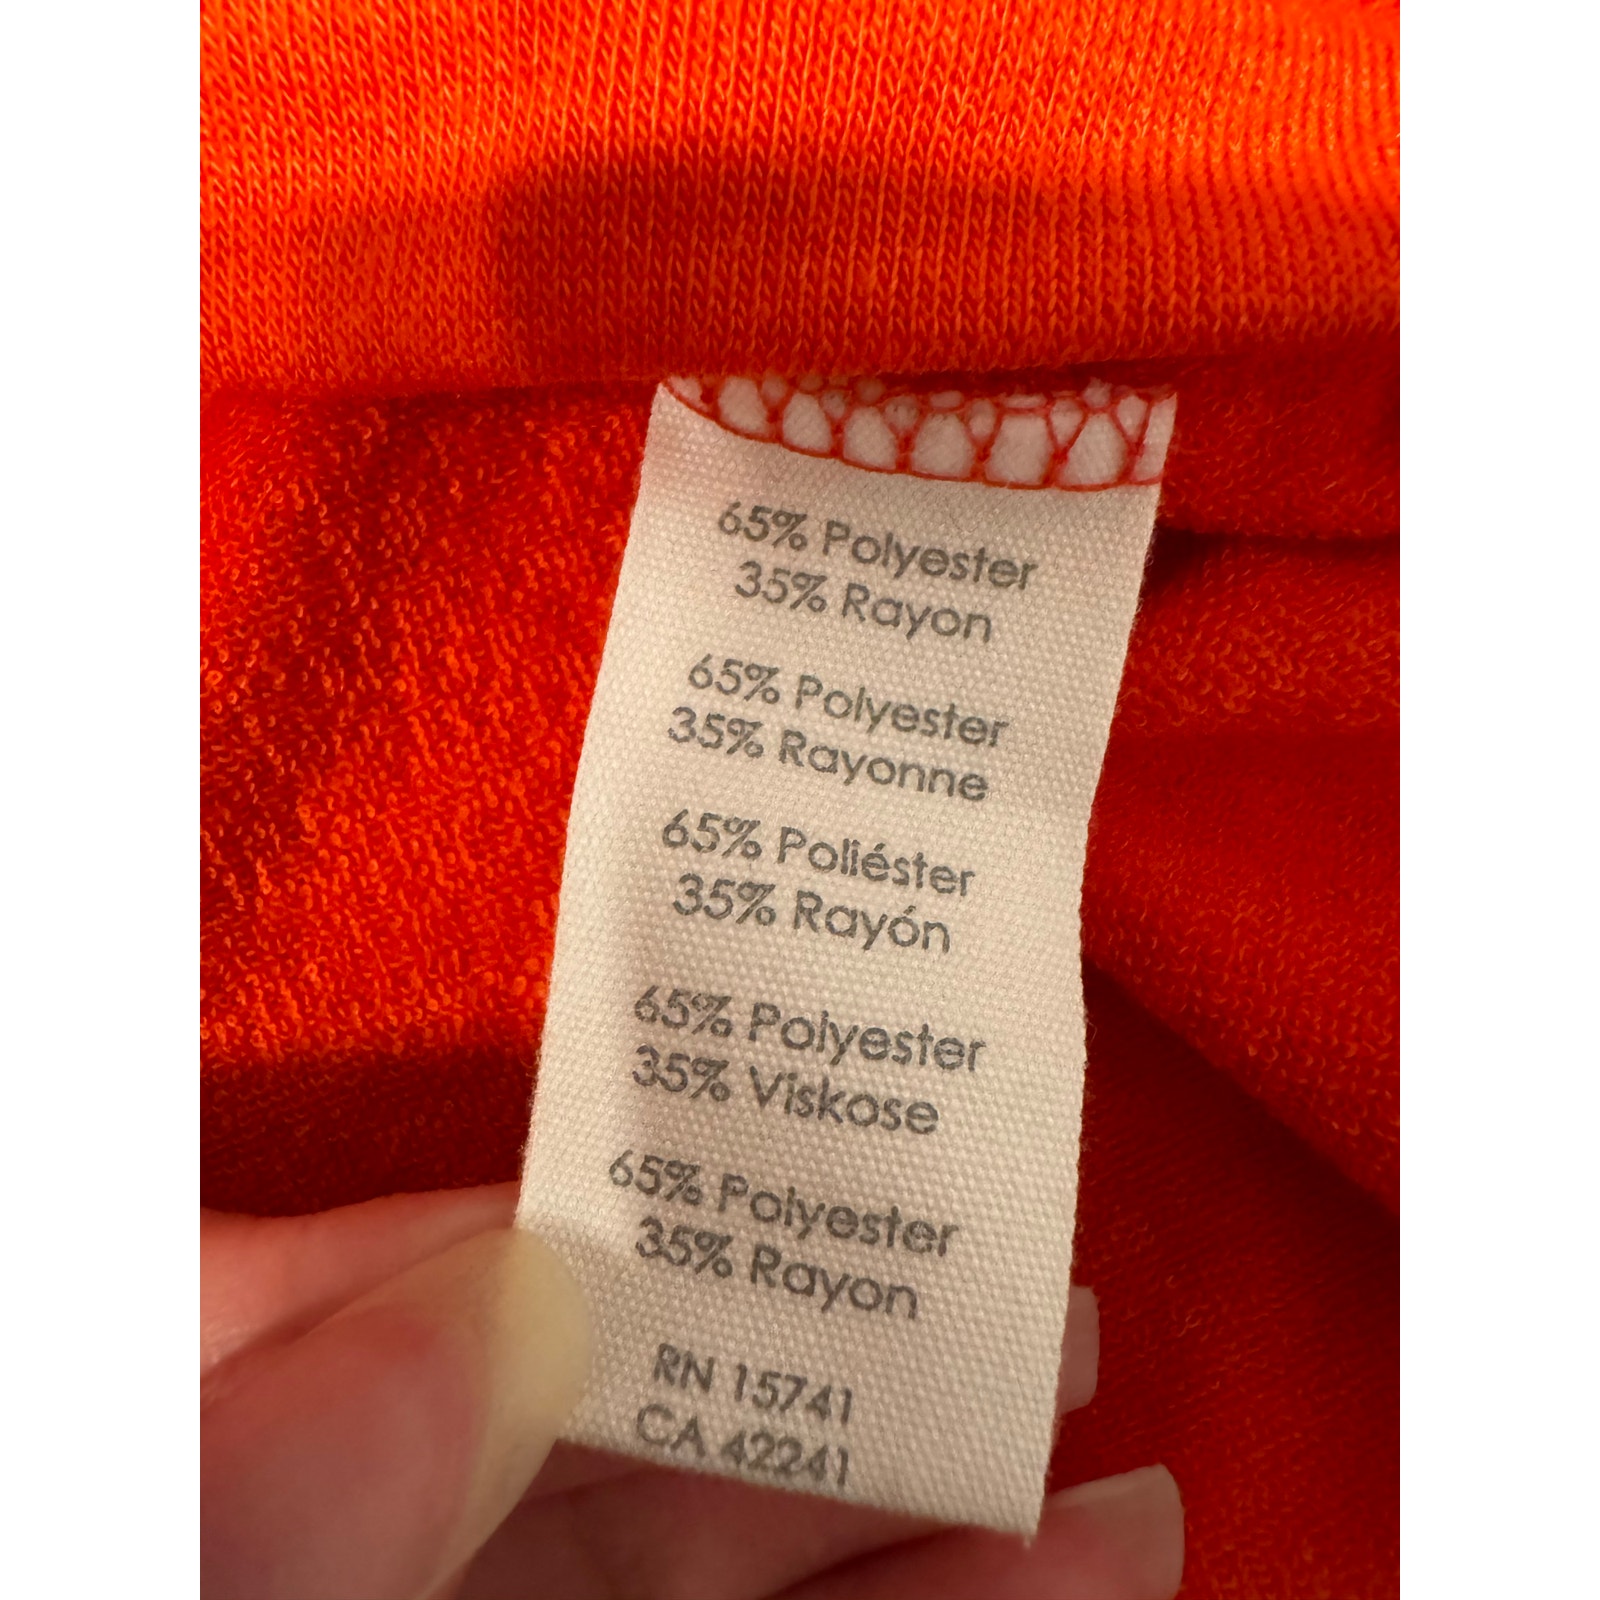 65% Polyester
35% Rayon
65% Polyester
35% Rayonne
65% Poliéster
35% Rayón
65% Polyester
35% Viskose
65% Polyester
35% Rayon
RN 15741
CA 42241